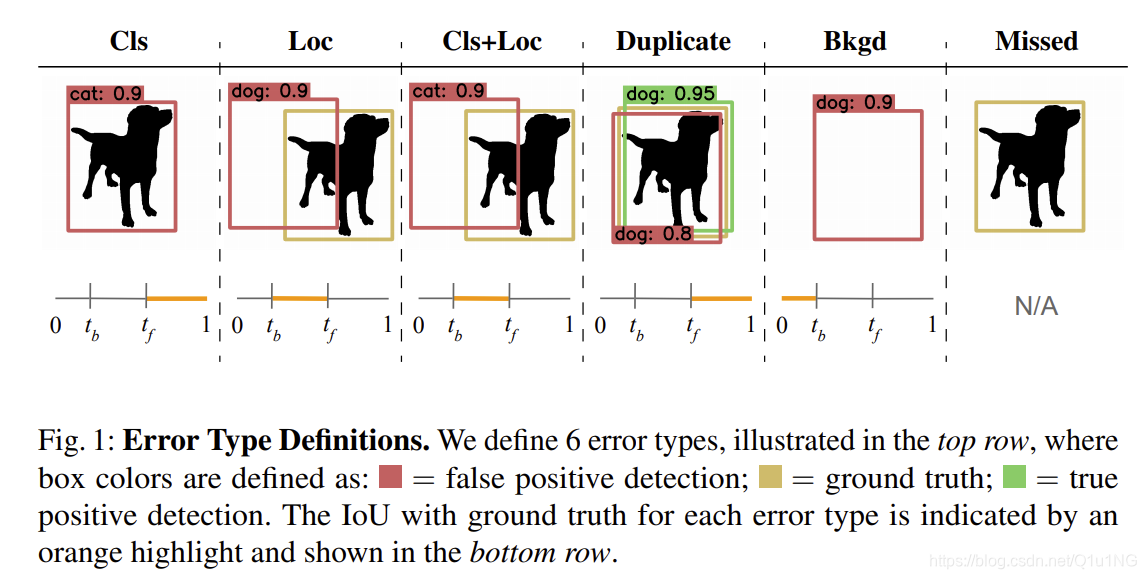 Cls Loc Cls+Loc Duplicate Bkgd Missed
cat: 0.9 dog: 0.9 cat: 0.9 dog: 0.95 dog: 0.9
dog: 0.8
0 t_b t_f 1 0 t_b t_f 1 0 t_b t_f 1 0 t_b t_f 1 0 t_b t_f 1 N/A
Fig. 1: Error Type Definitions. We define 6 error types, illustrated in the top row, where
box colors are defined as: = false positive detection; = ground truth; = true
positive detection. The IoU with ground truth for each error type is indicated by an
orange highlight and shown in the bottom row.
https://blog.csdn.net/Q1u1NG